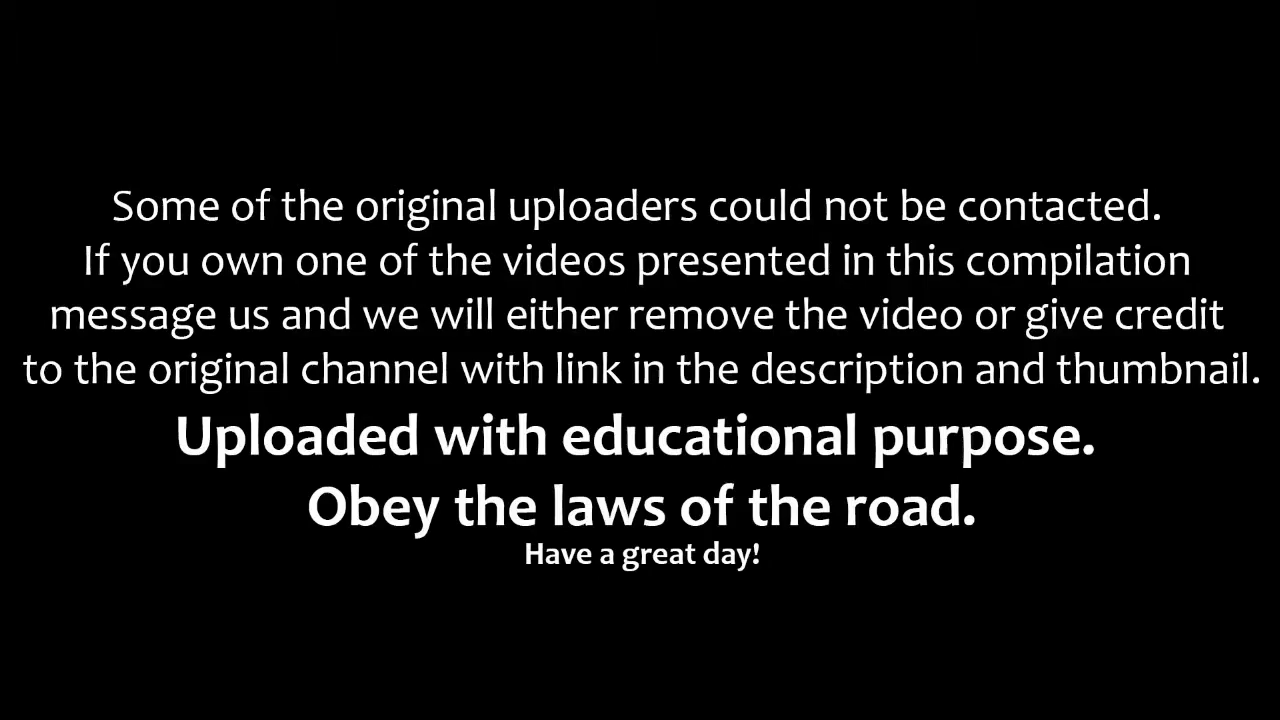 Some of the original uploaders could not be contacted.
If you own one of the videos presented in this compilation
message us and we will either remove the video or give credit
to the original channel with link in the description and thumbnail.
Uploaded with educational purpose.
Obey the laws of the road.
Have a great day!